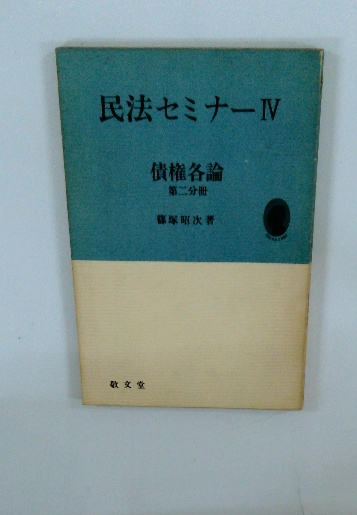 民法セミナーⅣ
債権各論
第二分冊
篠塚昭次著
敬文堂